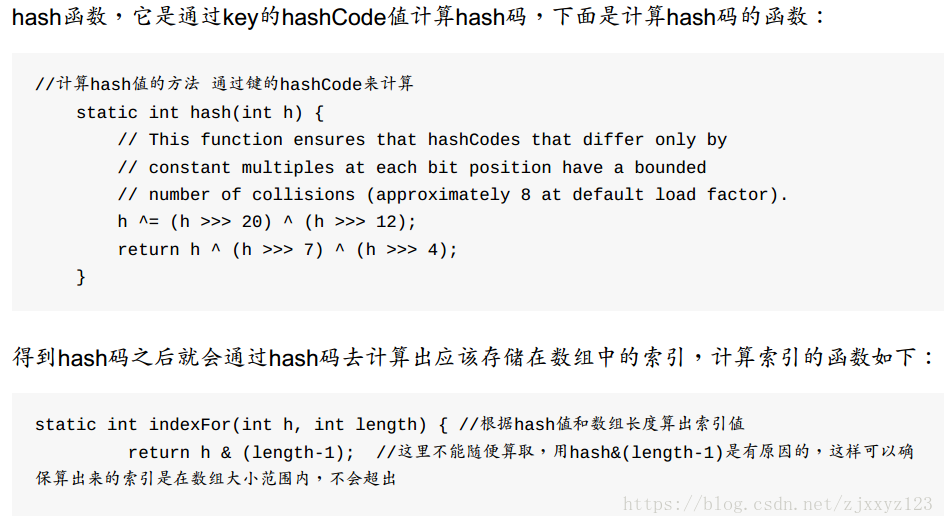 hash函数，它是通过key的hashCode值计算hash码，下面是计算hash码的函数：
//计算hash值的方法 通过键的hashCode来计算
static int hash(int h) {
// This function ensures that hashCodes that differ only by
// constant multiples at each bit position have a bounded
// number of collisions (approximately 8 at default load factor).
h ^= (h >>> 20) ^ (h >>> 12);
return h ^ (h >>> 7) ^ (h >>> 4);
}
得到hash码之后就会通过hash码去计算出应该存储在数组中的索引，计算索引的函数如下：
static int indexFor(int h, int length) { //根据hash值和数组长度算出索引值
return h & (length-1);  //这里不能随便算取，用hash&(length-1)是有原因的，这样可以确
保算出来的索引是在数组大小范围内，不会超出
https://blog.csdn.net/zjxxyz123